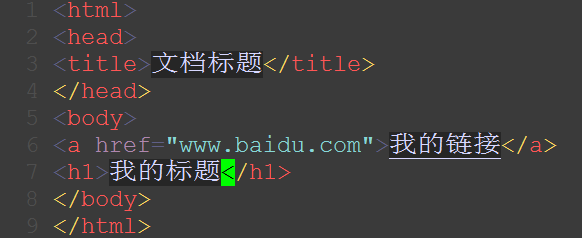 1 <html>
2 <head>
3 <title>文档标题</title>
4 </head>
5 <body>
6 <a href="www.baidu.com">我的链接</a>
7 <h1>我的标题</h1>
8 </body>
9 </html>